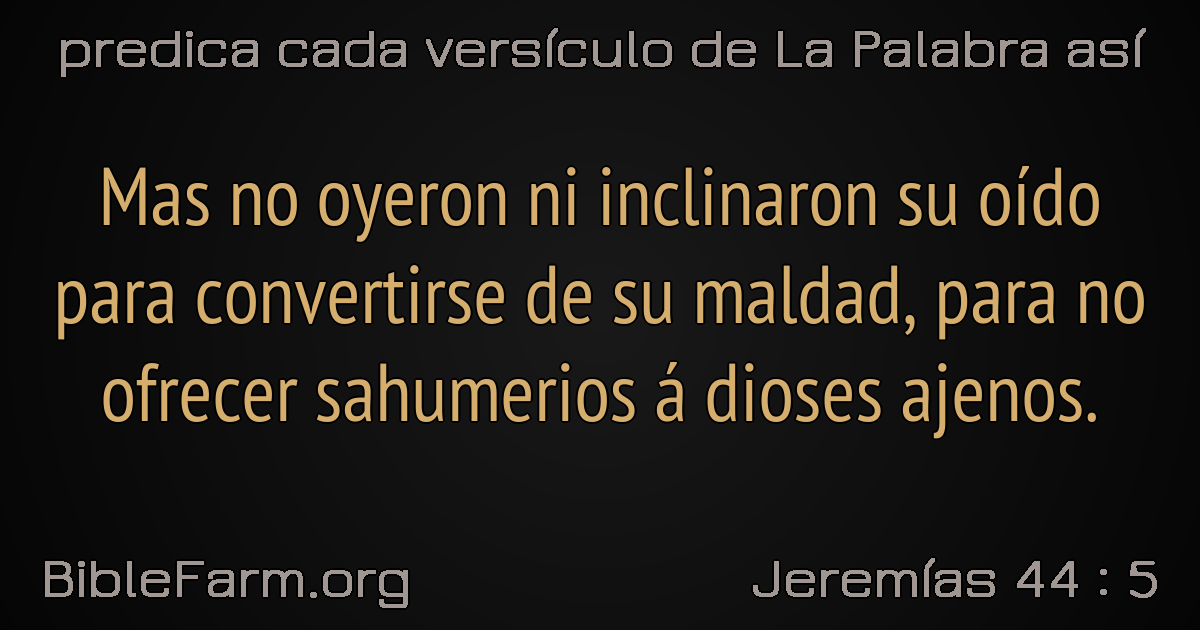 predica cada versículo de La Palabra así
Mas no oyeron ni inclinaron su oído
para convertirse de su maldad, para no
ofrecer sahumerios á dioses ajenos.
BibleFarm.org
Jeremías 44 : 5